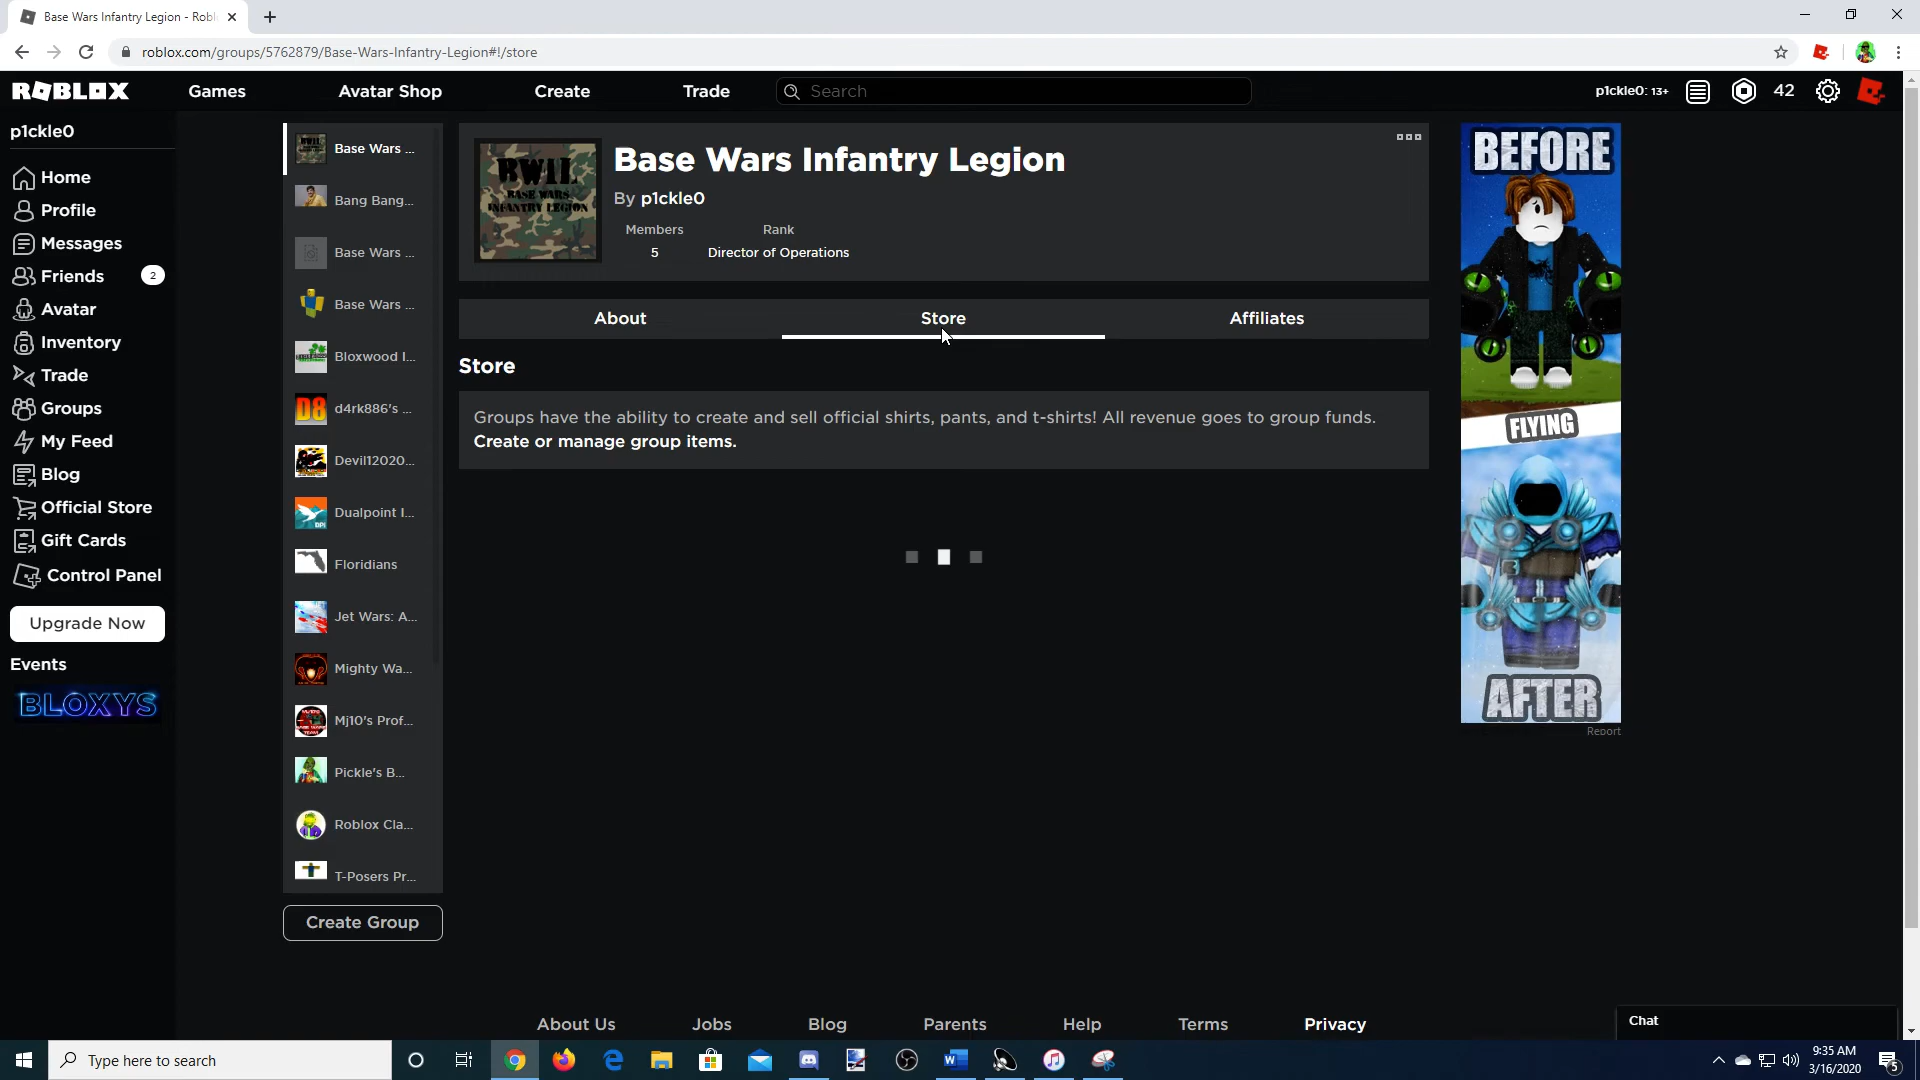 Base Wars Infantry Legion - Robl
roblox.com/groups/5762879/Base-Wars-Infantry-Legion#!/store
ROBLOX
Games
Avatar Shop
Create
Trade
Search
p1ckle0: 13+
42
p1ckle0
Home
Profile
Messages
Friends
2
Avatar
Inventory
Trade
Groups
My Feed
Blog
Official Store
Gift Cards
Control Panel
Upgrade Now
Events
BLOXYS
Base Wars ...
Bang Bang...
Base Wars ...
Base Wars ...
Bloxwood I...
D8
d4rk886's ...
Devil12020...
DPI
Dualpoint I...
Floridians
Jet Wars: A...
Mighty Wa...
Mj10's Prof...
Pickle's B...
Roblox Cla...
T-Posers Pr...
Create Group
BWIL
BASE WARS
INFANTRY LEGION
Base Wars Infantry Legion
By p1ckle0
Members
Rank
5
Director of Operations
About
Store
Affiliates
Store
Groups have the ability to create and sell official shirts, pants, and t-shirts! All revenue goes to group funds.
Create or manage group items.
BEFORE
FLYING
AFTER
Report
About Us
Jobs
Blog
Parents
Help
Terms
Privacy
Chat
Type here to search
9:35 AM
3/16/2020
5